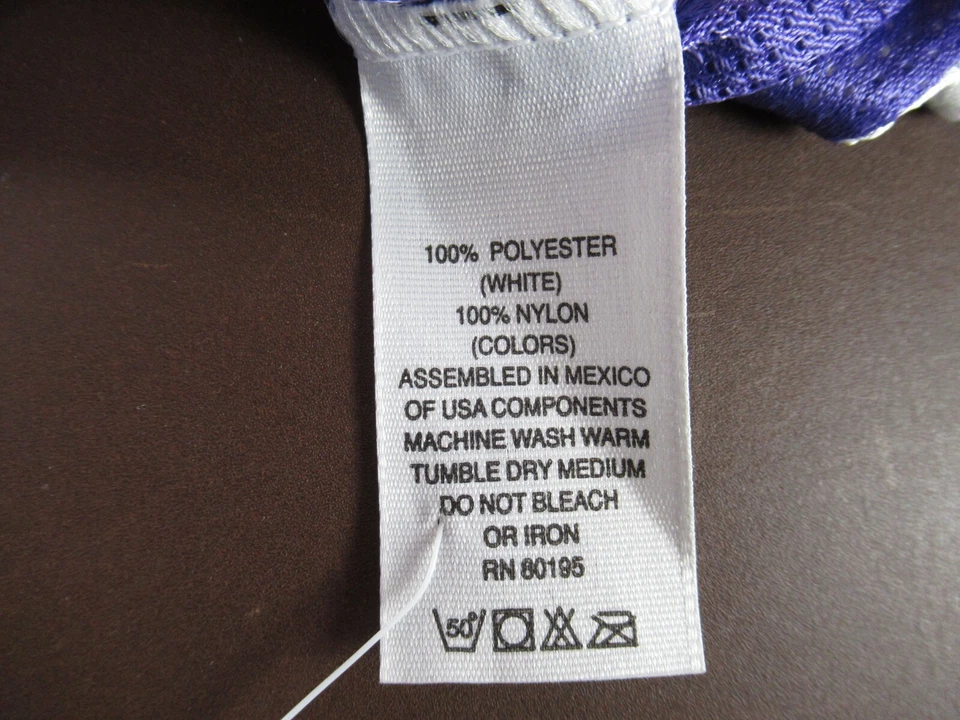 100% POLYESTER
(WHITE)
100% NYLON
(COLORS)
ASSEMBLED IN MEXICO
OF USA COMPONENTS
MACHINE WASH WARM
TUMBLE DRY MEDIUM
DO NOT BLEACH
OR IRON
RN 80195
50°